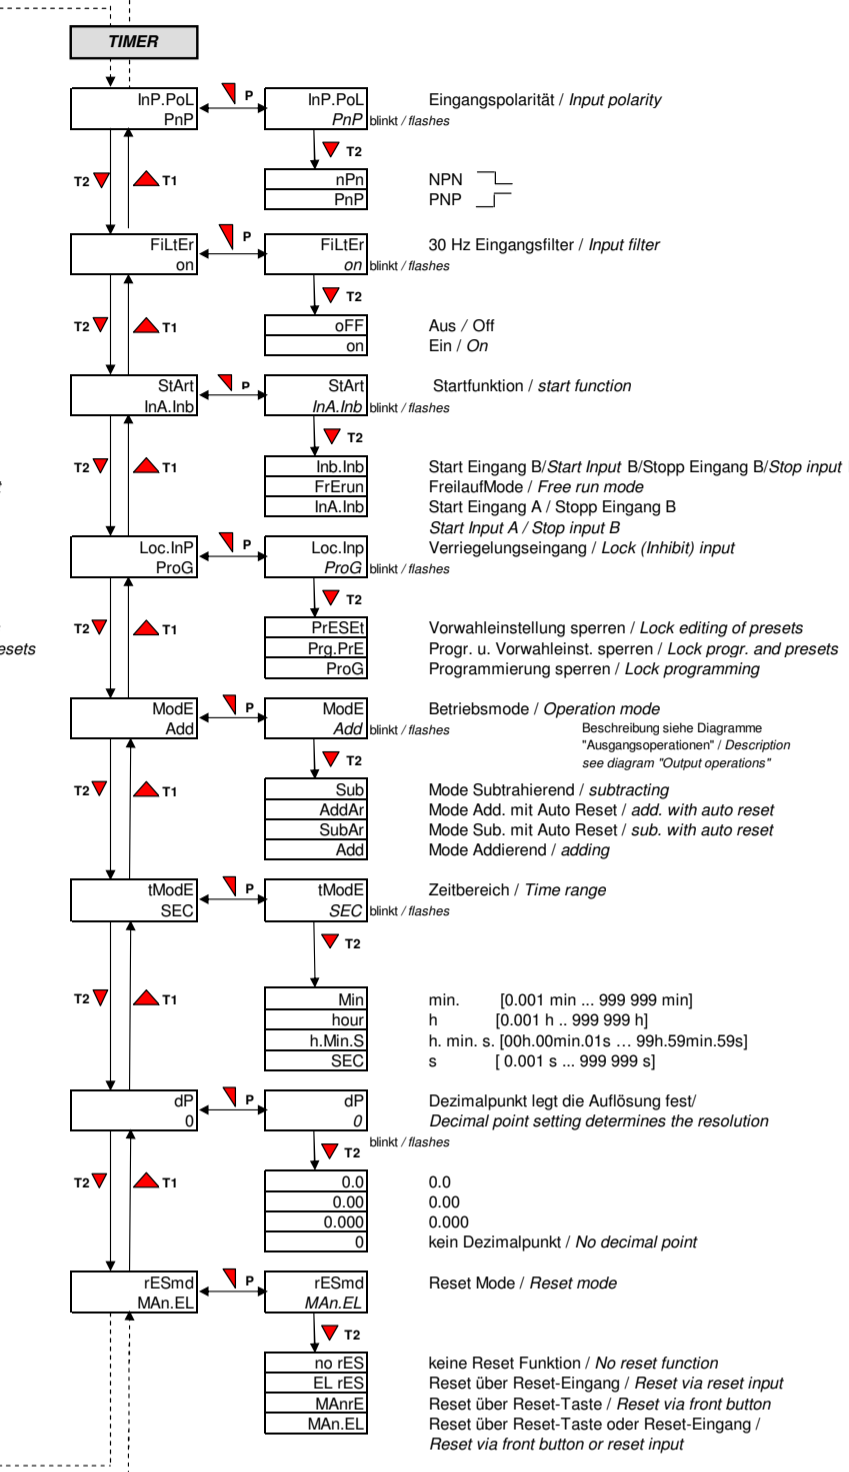 TIMER
InP.PoL
PnP
P
InP.PoL
PnP blinkt / flashes
Eingangspolarität / Input polarity
T2
T2
T1
nPn
NPN
PnP
PNP
FiLtEr
on
P
FiLtEr
on blinkt / flashes
30 Hz Eingangsfilter / Input filter
T2
T2
T1
oFF
Aus / Off
on
Ein / On
StArt
InA.Inb
P
StArt
InA.Inb blinkt / flashes
Startfunktion / start function
T2
T2
T1
Inb.Inb
Start Eingang B/Start Input B/Stopp Eingang B/Stop input
FrErun
FreilaufMode / Free run mode
InA.Inb
Start Eingang A / Stopp Eingang B
Start Input A / Stop input B
Loc.InP
ProG
P
Loc.Inp
ProG blinkt / flashes
Verriegelungseingang / Lock (Inhibit) input
T2
T2
T1
PrESEt
Vorwahleinstellung sperren / Lock editing of presets
esets
Prg.PrE
Progr. u. Vorwahleinst. sperren / Lock progr. and presets
ProG
Programmierung sperren / Lock programming
ModE
Add
P
ModE
Add blinkt / flashes
Betriebsmode / Operation mode
Beschreibung siehe Diagramme
"Ausgangsoperationen" / Description
see diagram "Output operations"
T2
T2
T1
Sub
Mode Subtrahierend / subtracting
AddAr
Mode Add. mit Auto Reset / add. with auto reset
SubAr
Mode Sub. mit Auto Reset / sub. with auto reset
Add
Mode Addierend / adding
tModE
SEC
P
tModE
SEC blinkt / flashes
Zeitbereich / Time range
T2
T2
T1
Min
min. [0.001 min ... 999 999 min]
hour
h [0.001 h .. 999 999 h]
h.Min.S
h. min. s. [00h.00min.01s … 99h.59min.59s]
SEC
s [ 0.001 s ... 999 999 s]
dP
0
P
dP
0
blinkt / flashes
Dezimalpunkt legt die Auflösung fest/
Decimal point setting determines the resolution
T2
T2
T1
0.0
0.0
0.00
0.00
0.000
0.000
0
kein Dezimalpunkt / No decimal point
rESmd
MAn.EL
P
rESmd
MAn.EL
Reset Mode / Reset mode
T2
no rES
keine Reset Funktion / No reset function
EL rES
Reset über Reset-Eingang / Reset via reset input
MAnrE
Reset über Reset-Taste / Reset via front button
MAn.EL
Reset über Reset-Taste oder Reset-Eingang /
Reset via front button or reset input